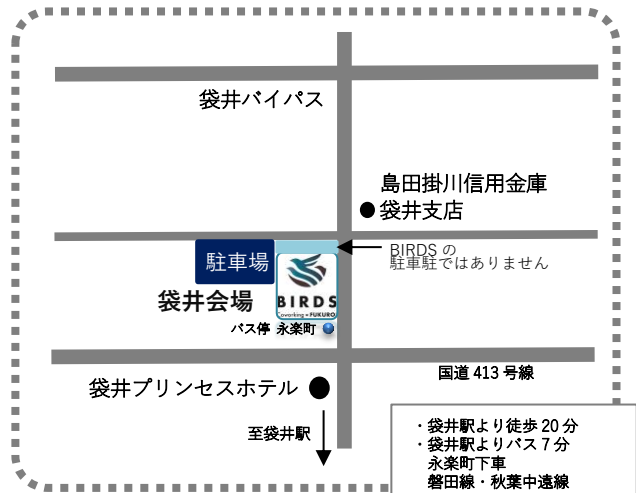 袋井バイパス
島田掛川信用金庫
袋井支店
BIRDS の
駐車駐ではありません
駐車場
袋井会場
BIRDS
Coworking + FUKUROI
バス停 永楽町
国道 413 号線
袋井プリンセスホテル
至袋井駅
・袋井駅より徒歩 20 分
・袋井駅よりバス 7 分
永楽町下車
磐田線・秋葉中遠線